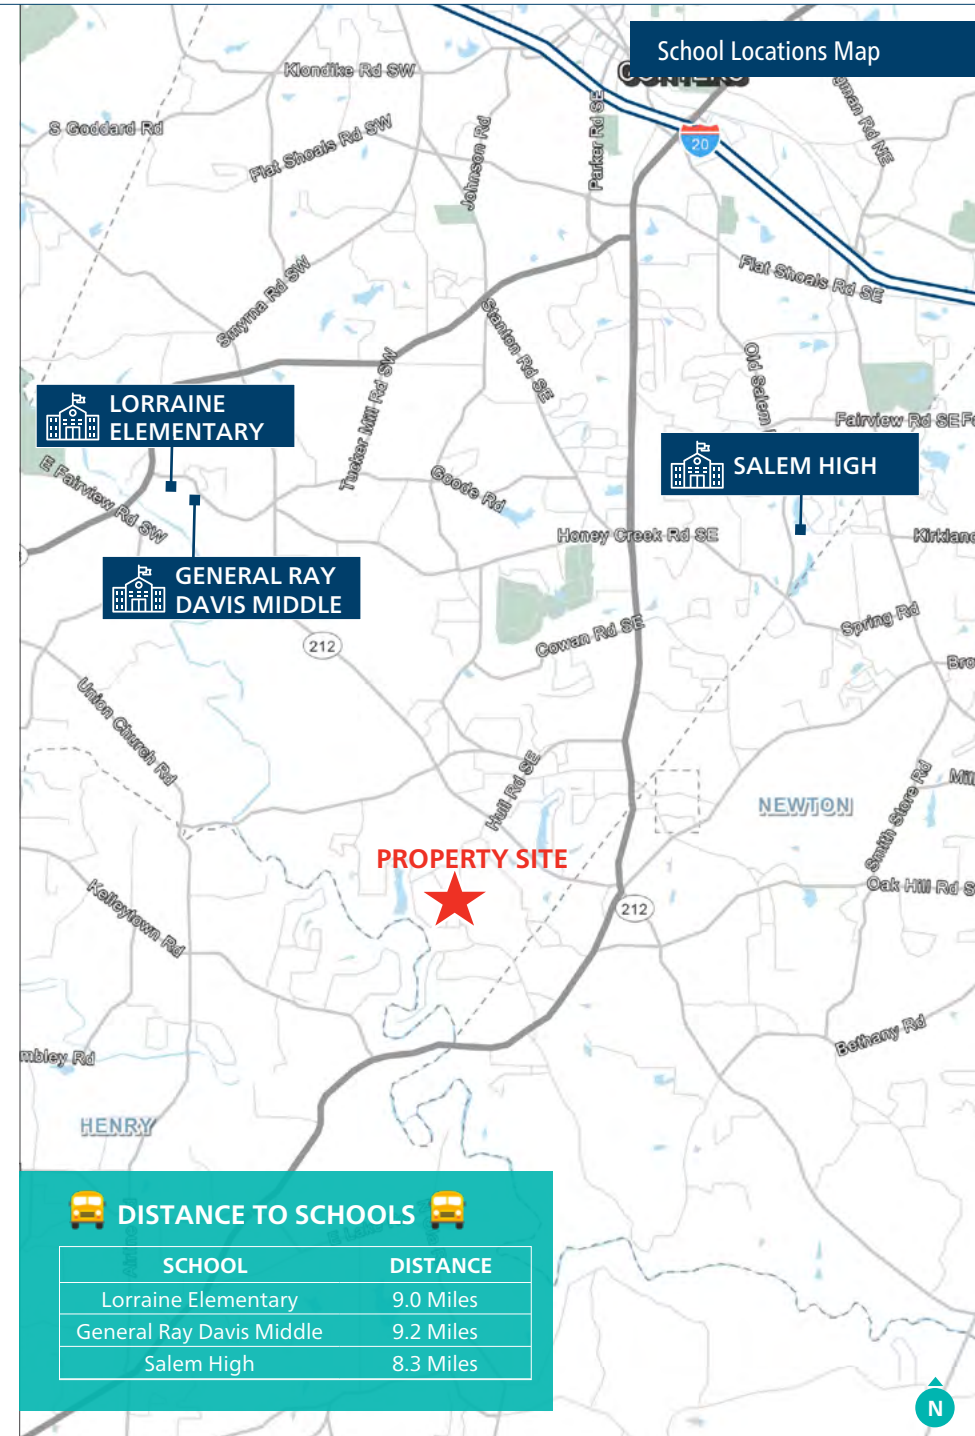 School Locations Map
Klondike Rd SW
S Goddard Rd
Flat Shoals Rd SW
Johnson Rd
Parker Rd SE
20
Flat Shoals Rd SE
Smyrna Rd SW
Stanton Rd SE
Tucker Mill Rd SW
Old Salem
LORRAINE
ELEMENTARY
Fairview Rd SE
SALEM HIGH
E Fairview Rd SW
Goode Rd
Honey Creek Rd SE
Kirkland
GENERAL RAY
DAVIS MIDDLE
Spring Rd
Cowan Rd SE
212
Bro
Union Church Rd
Hull Rd SE
Mill
NEWTON
Smith Store Rd
PROPERTY SITE
Oak Hill Rd S
212
Kelleytown Rd
Bethany Rd
mbley Rd
HENRY
DISTANCE TO SCHOOLS
SCHOOL DISTANCE
Lorraine Elementary 9.0 Miles
General Ray Davis Middle 9.2 Miles
Salem High 8.3 Miles
N